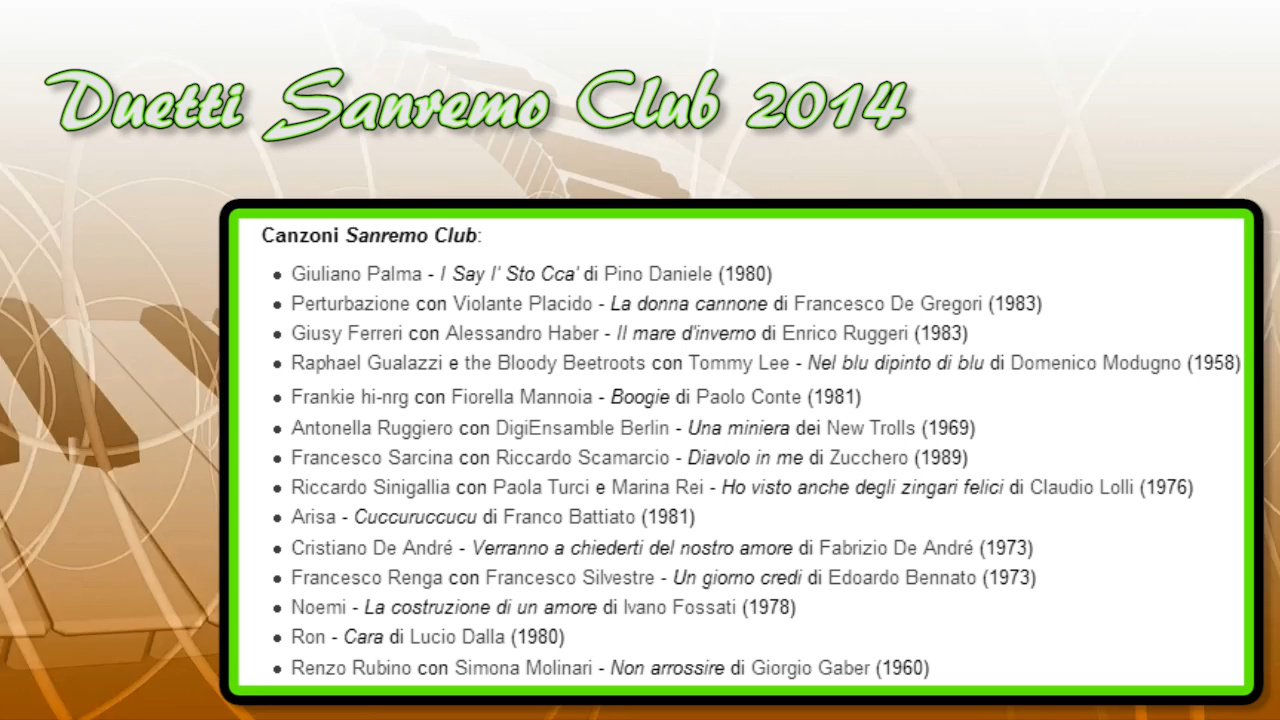 Duetti Sanremo Club 2014
Canzoni Sanremo Club:
• Giuliano Palma - I Say I' Sto Cca' di Pino Daniele (1980)
• Perturbazione con Violante Placido - La donna cannone di Francesco De Gregori (1983)
• Giusy Ferreri con Alessandro Haber - Il mare d'inverno di Enrico Ruggeri (1983)
• Raphael Gualazzi e the Bloody Beetroots con Tommy Lee - Nel blu dipinto di blu di Domenico Modugno (1958)
• Frankie hi-nrg con Fiorella Mannoia - Boogie di Paolo Conte (1981)
• Antonella Ruggiero con DigiEnsamble Berlin - Una miniera dei New Trolls (1969)
• Francesco Sarcina con Riccardo Scamarcio - Diavolo in me di Zucchero (1989)
• Riccardo Sinigallia con Paola Turci e Marina Rei - Ho visto anche degli zingari felici di Claudio Lolli (1976)
• Arisa - Cuccuruccucu di Franco Battiato (1981)
• Cristiano De André - Verranno a chiederti del nostro amore di Fabrizio De André (1973)
• Francesco Renga con Francesco Silvestre - Un giorno credi di Edoardo Bennato (1973)
• Noemi - La costruzione di un amore di Ivano Fossati (1978)
• Ron - Cara di Lucio Dalla (1980)
• Renzo Rubino con Simona Molinari - Non arrossire di Giorgio Gaber (1960)